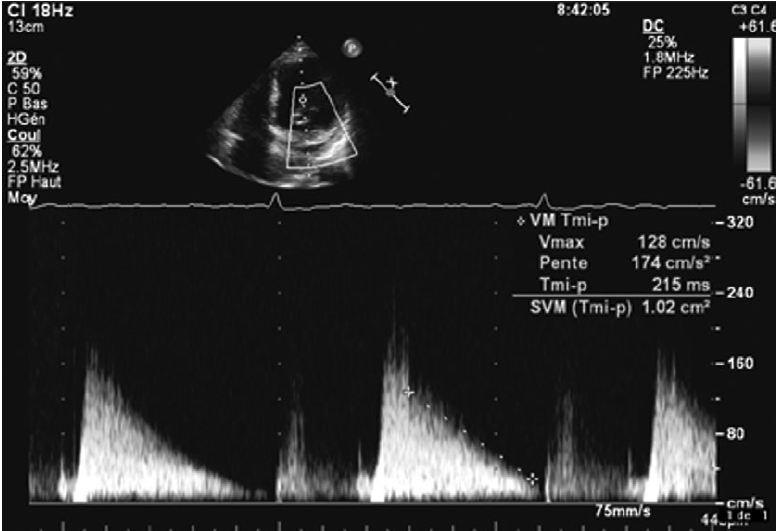 CI 18Hz
13cm
2D
59%
C 50
P Bas
HGén
Coul
62%
2.5MHz
FP Haut
Moy
P
8:42:05
DC
25%
1.8MHz
FP 225Hz
C3 C4
+61.6
-61.6
cm/s
VM Tmi-p
Vmax 128 cm/s
Pente 174 cm/s²
Tmi-p 215 ms
SVM (Tmi-p) 1.02 cm²
320
240
160
80
cm/s
75mm/s
1 de 1